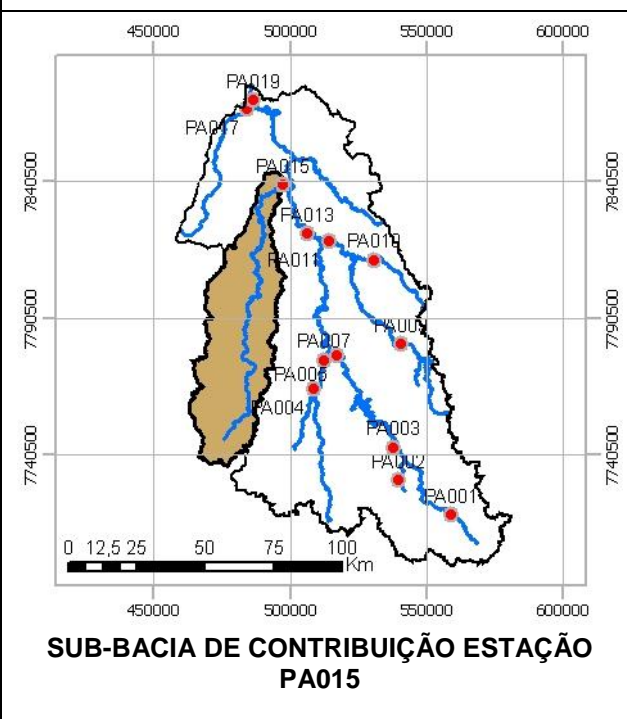 450000 500000 550000 600000
PA019
PA017
7840500 PA015 7840500
PA013
PA010
PA011
7790500 7790500
PA009
PA007
PA005
PA004
7740500 PA003 7740500
PA002
PA001
0 12,5 25 50 75 100
Km
450000 500000 550000 600000
SUB-BACIA DE CONTRIBUIÇÃO ESTAÇÃO
PA015